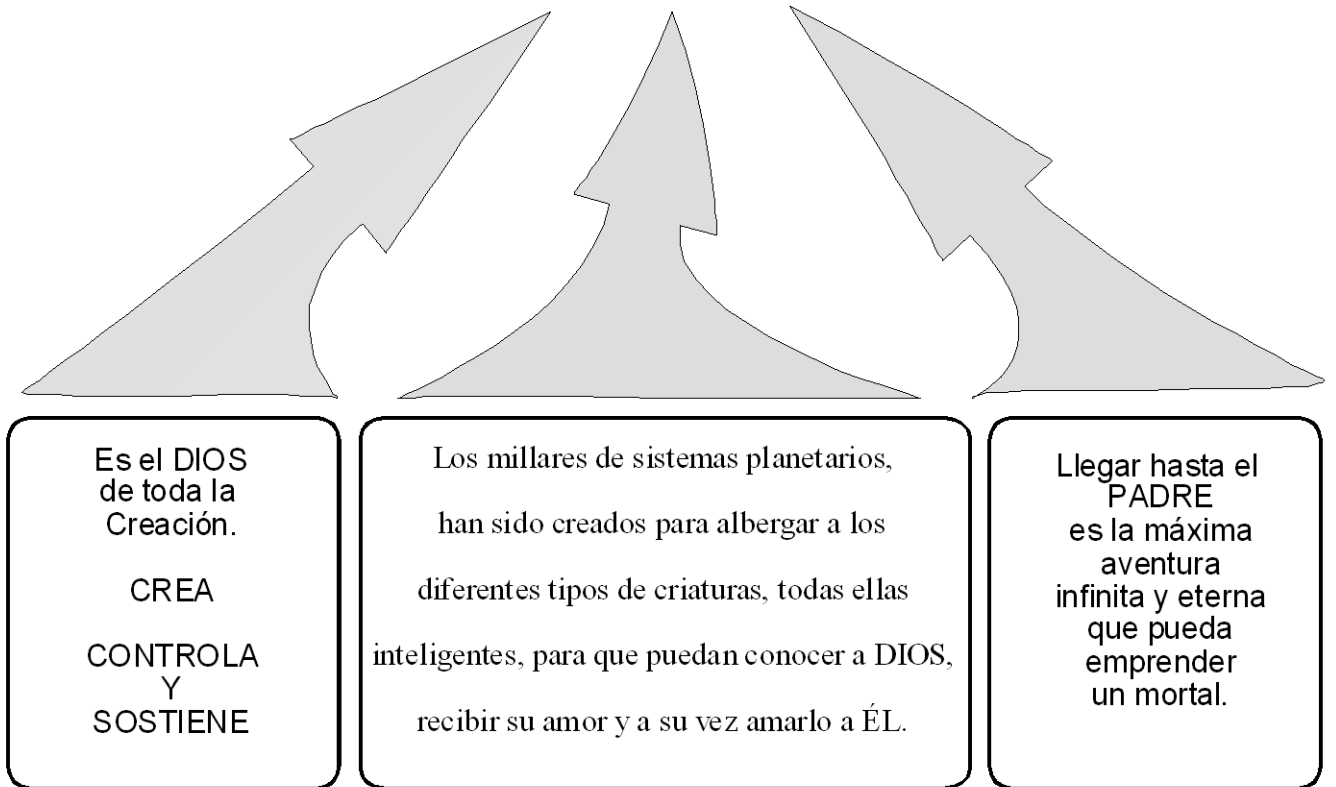 Es el DIOS
de toda la
Creación.
CREA
CONTROLA
Y
SOSTIENE
Los millares de sistemas planetarios,
han sido creados para albergar a los
diferentes tipos de criaturas, todas ellas
inteligentes, para que puedan conocer a DIOS,
recibir su amor y a su vez amarlo a ÉL.
Llegar hasta el
PADRE
es la máxima
aventura
infinita y eterna
que pueda
emprender
un mortal.